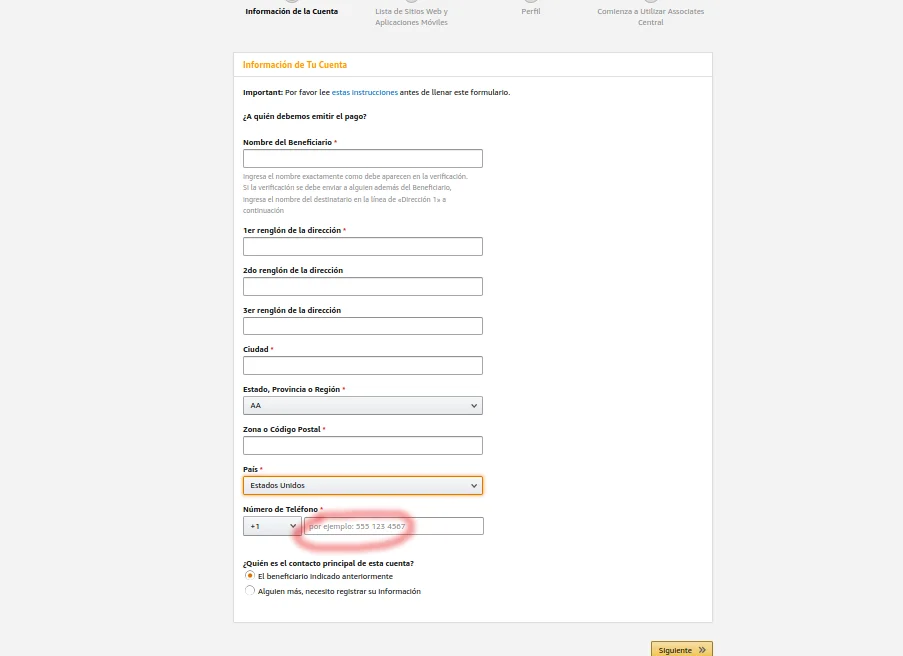 Información de la Cuenta
Lista de Sitios Web y
Aplicaciones Móviles
Perfil
Comienza a Utilizar Associates
Central
Información de Tu Cuenta
Important: Por favor lee estas instrucciones antes de llenar este formulario.
¿A quién debemos emitir el pago?
Nombre del Beneficiario *
Ingresa el nombre exactamente como debe aparecen en la verificación.
Si la verificación se debe enviar a alguien además del Beneficiario,
ingresa el nombre del destinatario en la línea de «Dirección 1» a
continuación
1er renglón de la dirección *
2do renglón de la dirección
3er renglón de la dirección
Ciudad *
Estado, Provincia o Región *
AA
Zona o Código Postal *
País *
Estados Unidos
Número de Teléfono *
+1
por ejemplo: 555 123 4567
¿Quién es el contacto principal de esta cuenta?
El beneficiario indicado anteriormente
Alguien más, necesito registrar su información
Siguiente